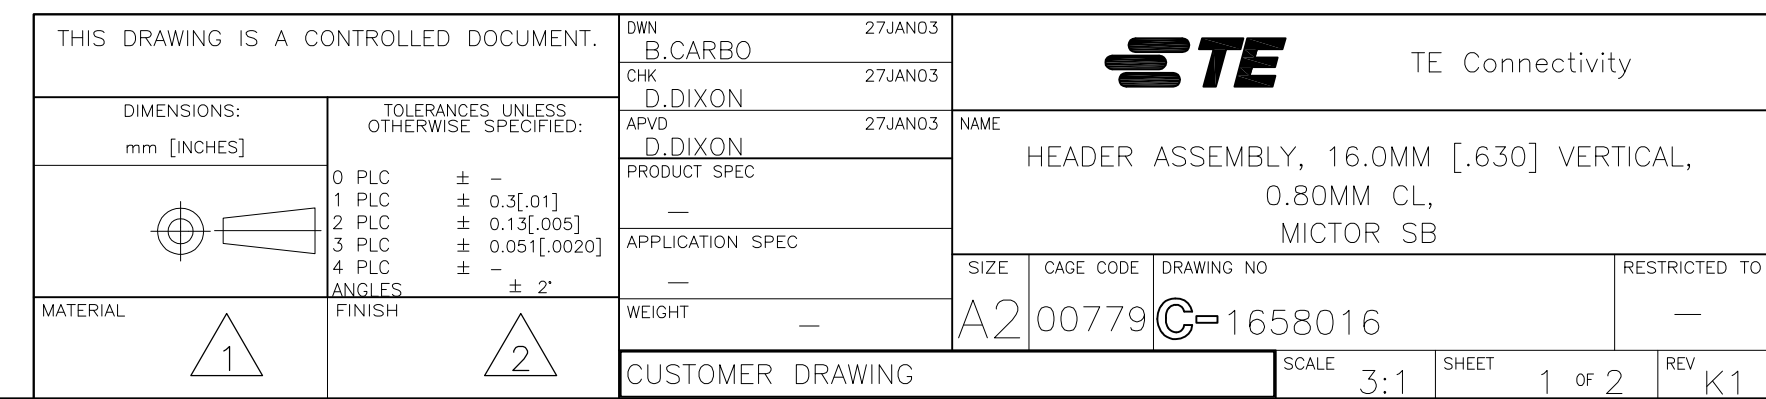 THIS DRAWING IS A CONTROLLED DOCUMENT.
DIMENSIONS:
mm [INCHES]
TOLERANCES UNLESS
OTHERWISE SPECIFIED:
0 PLC ± -
1 PLC ± 0.3[.01]
2 PLC ± 0.13[.005]
3 PLC ± 0.051[.0020]
4 PLC ± -
ANGLES ± 2°
MATERIAL
1
FINISH
2
DWN 27JAN03
B.CARBO
CHK 27JAN03
D.DIXON
APVD 27JAN03
D.DIXON
PRODUCT SPEC
-
APPLICATION SPEC
-
WEIGHT -
CUSTOMER DRAWING
TE TE Connectivity
NAME
HEADER ASSEMBLY, 16.0MM [.630] VERTICAL,
0.80MM CL,
MICTOR SB
SIZE
A2
CAGE CODE
00779
DRAWING NO
C-1658016
RESTRICTED TO
-
SCALE 3:1
SHEET 1 OF 2
REV K1